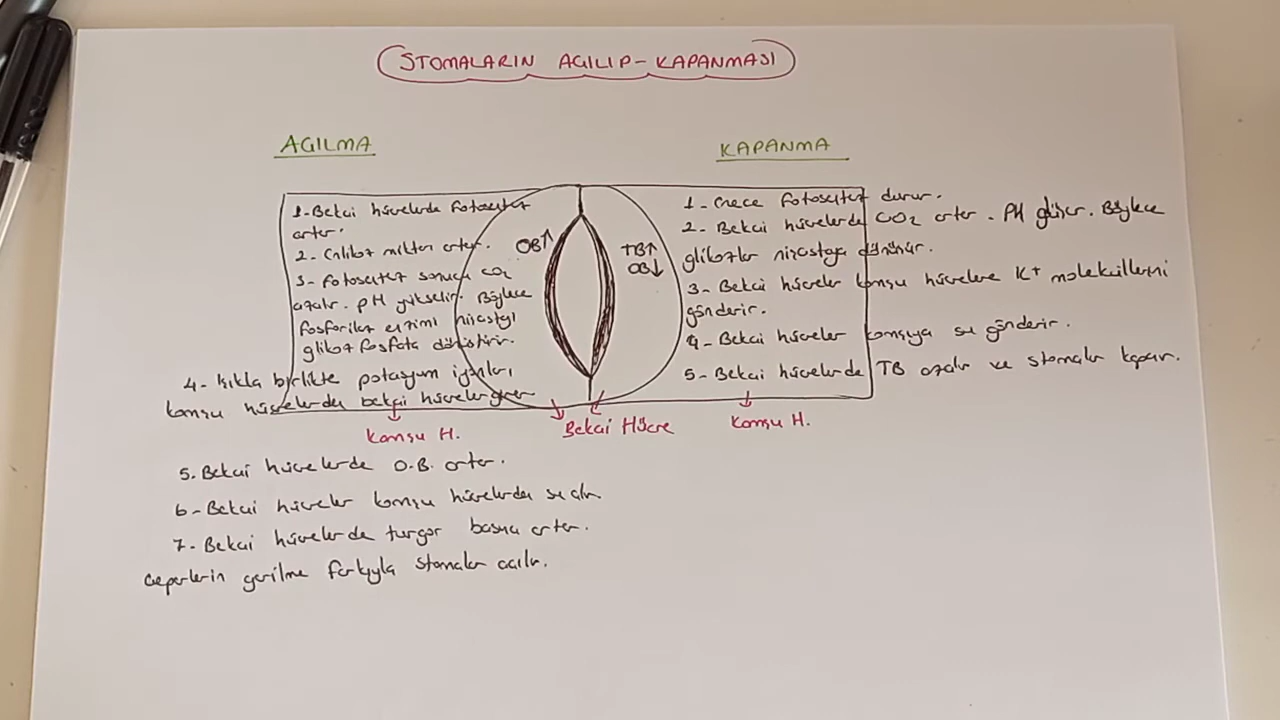 STOMALARIN AÇILIP-KAPANMASI
AÇILMA
1-Bekçi hücrelerde fotosentez
artar.
2- Glikoz miktarı artar.
3- Fotosentez sonucu CO2
azalır. pH yükselir. Böylece
fosforilaz enzimi nişastayı
glikoz fosfata dönüştürür.
4- Işıkla birlikte potasyum iyonları,
komşu hücrelerden bekçi hücrelere girer
OB↑
TB↑
OB↓
KAPANMA
1- Gece fotosentez durur.
2- Bekçi hücrelerde CO2 artar. PH düşer. Böylece
glikozlar nişastaya dönüşür.
3- Bekçi hücreler komşu hücrelere K+ moleküllerini
gönderir.
4- Bekçi hücreler komşuya su gönderir.
5- Bekçi hücrelerde TB azalır ve stomalar kapanır.
Komşu H.
Bekçi Hücre
Komşu H.
5. Bekçi hücrelerde O.B. artar.
6- Bekçi hücreler komşu hücrelerden su alır.
7- Bekçi hücrelerde turgor basıncı artar.
Çeperlerin gerilme farkıyla stomalar açılır.